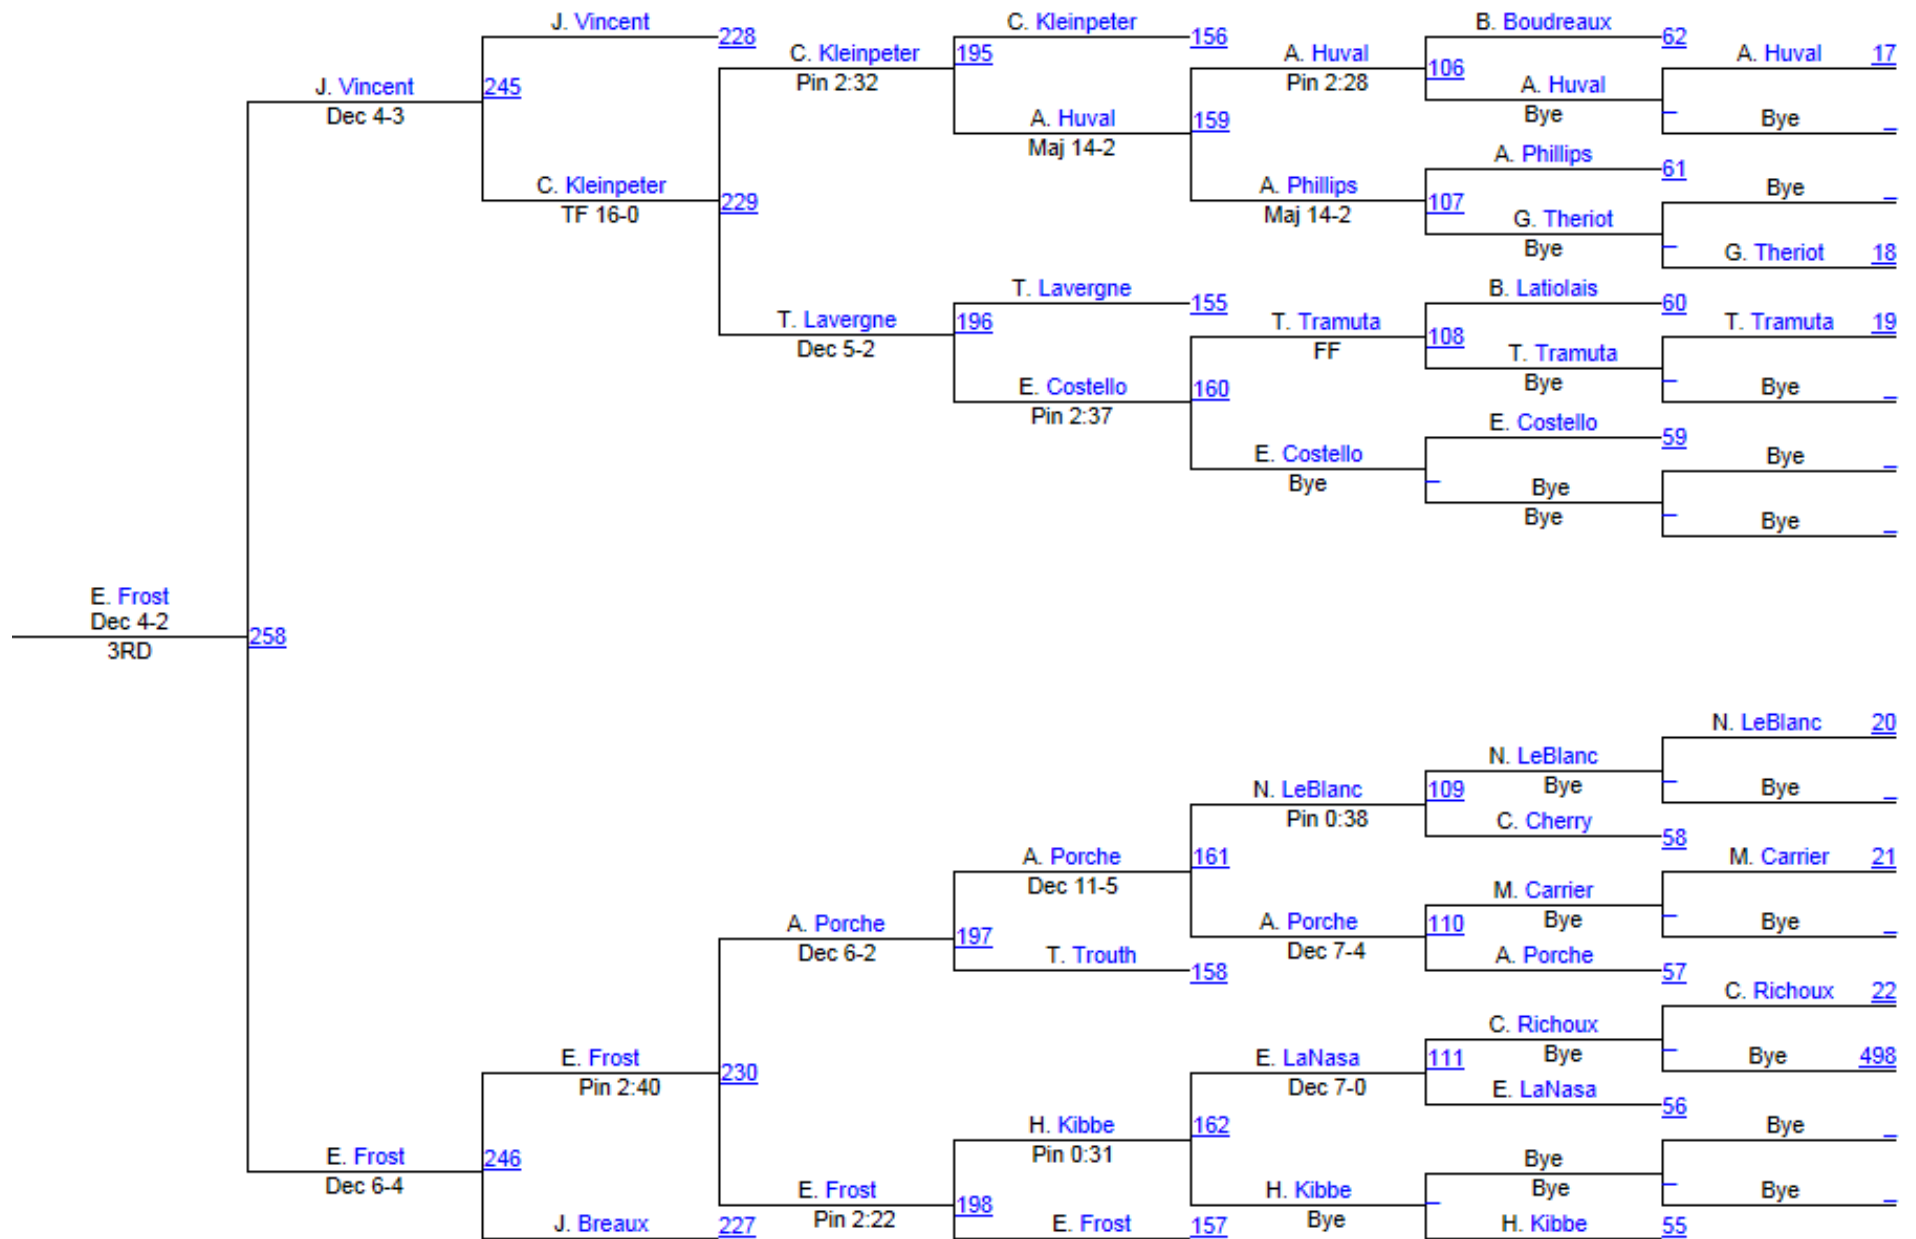 J. Vincent 228
C. Kleinpeter 156
B. Boudreaux 62
C. Kleinpeter 195
A. Huval
A. Huval 17
Pin 2:32
Pin 2:28
106
J. Vincent 245
A. Huval
Dec 4-3
A. Huval 159
Bye
Bye _
Maj 14-2
A. Phillips 61
C. Kleinpeter
A. Phillips
Bye _
TF 16-0
229
Maj 14-2
107
G. Theriot
Bye
G. Theriot 18
T. Lavergne 155
B. Latiolais 60
T. Lavergne 196
T. Tramuta
T. Tramuta 19
Dec 5-2
FF
108
T. Tramuta
Bye
E. Costello 160
Bye _
Pin 2:37
E. Costello 59
E. Costello
Bye _
Bye
Bye
Bye
Bye _
E. Frost
Dec 4-2
258
3RD
N. LeBlanc 20
N. LeBlanc
N. LeBlanc 109
Bye
Bye _
Pin 0:38
C. Cherry 58
A. Porche 161
M. Carrier 21
Dec 11-5
M. Carrier
A. Porche 197
A. Porche 110
Bye
Bye _
Dec 6-2
T. Trouth 158
Dec 7-4
A. Porche 57
C. Richoux 22
C. Richoux
E. Frost
E. LaNasa 111
Bye
Bye 498
Pin 2:40
230
Dec 7-0
E. LaNasa 56
H. Kibbe 162
Bye _
E. Frost 246
Pin 0:31
Bye
Dec 6-4
E. Frost
H. Kibbe
Bye
Bye _
Pin 2:22
198
Bye
J. Breaux 227
E. Frost 157
H. Kibbe 55